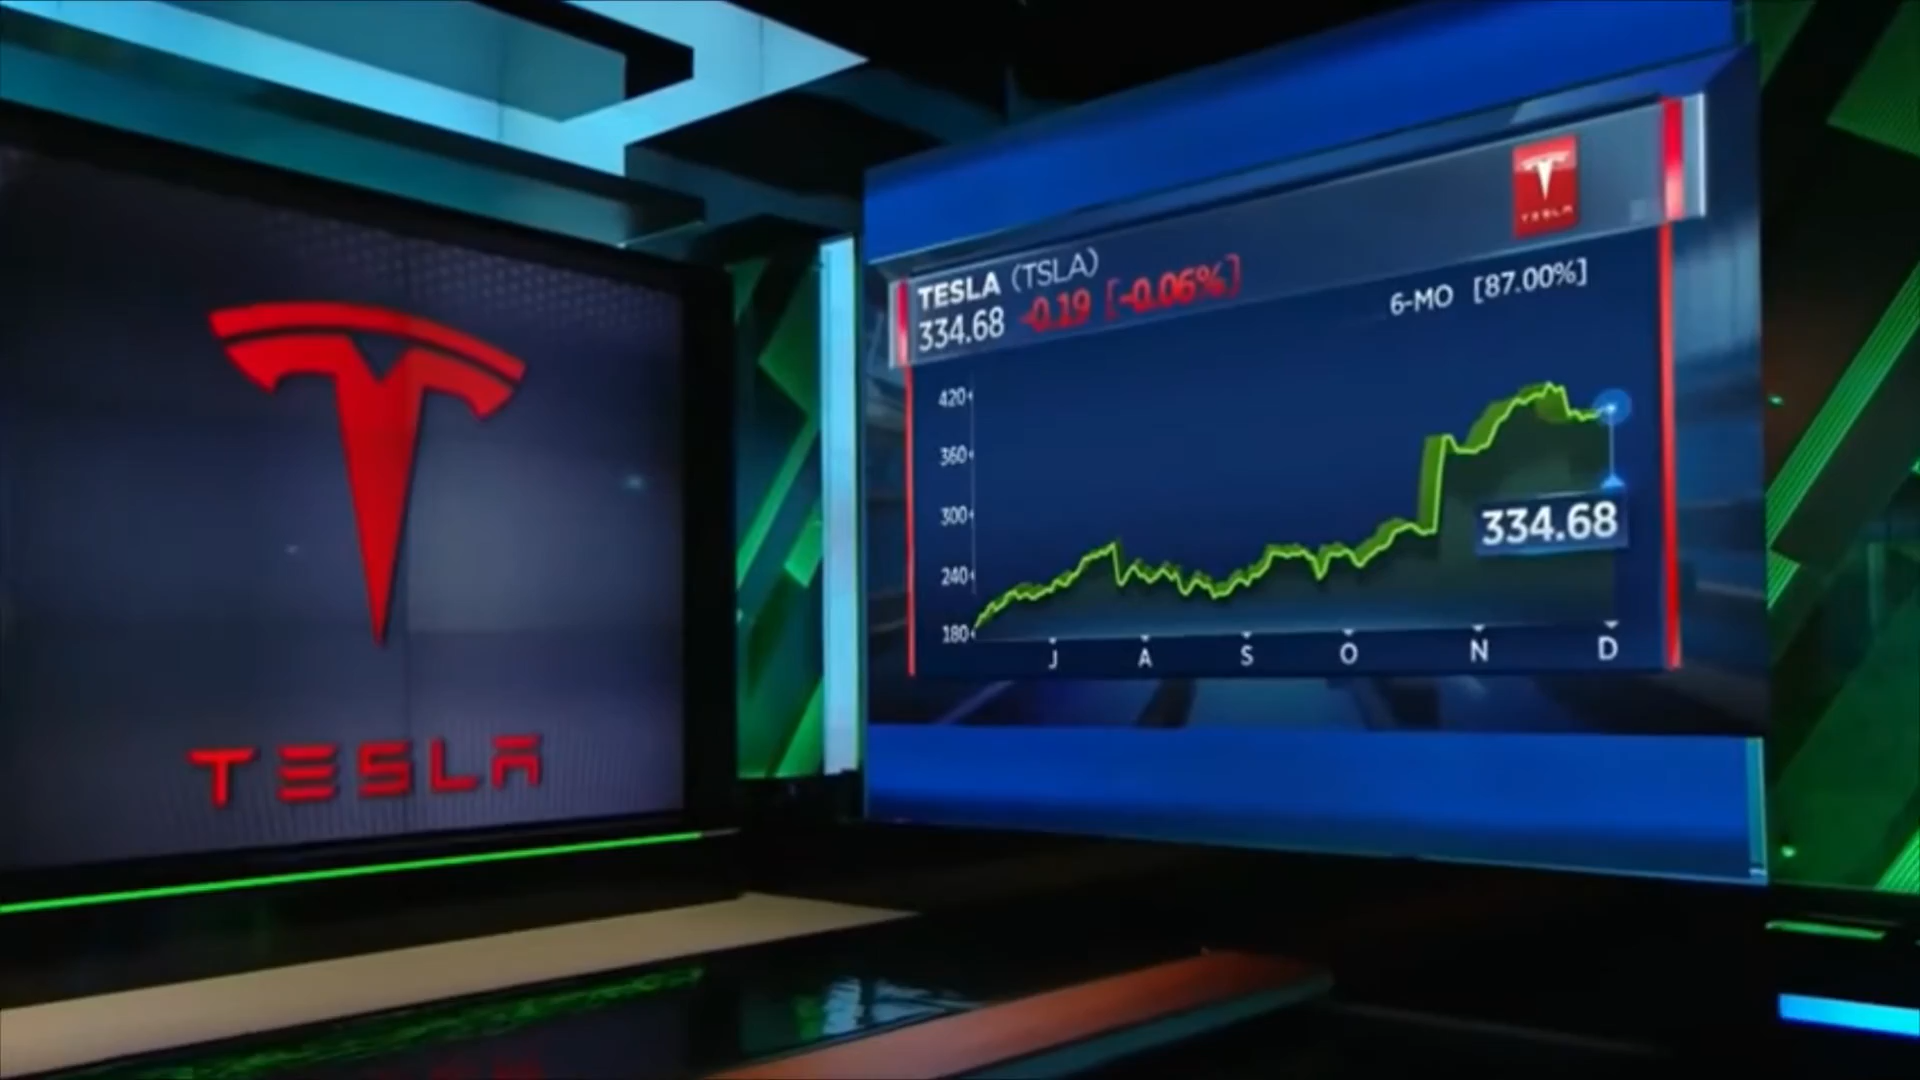 TESLA
TESLA (TSLA)
334.68 -0.19 [-0.06%]
TESLA
6-MO [87.00%]
420
360
300
240
180
334.68
J A S O N D